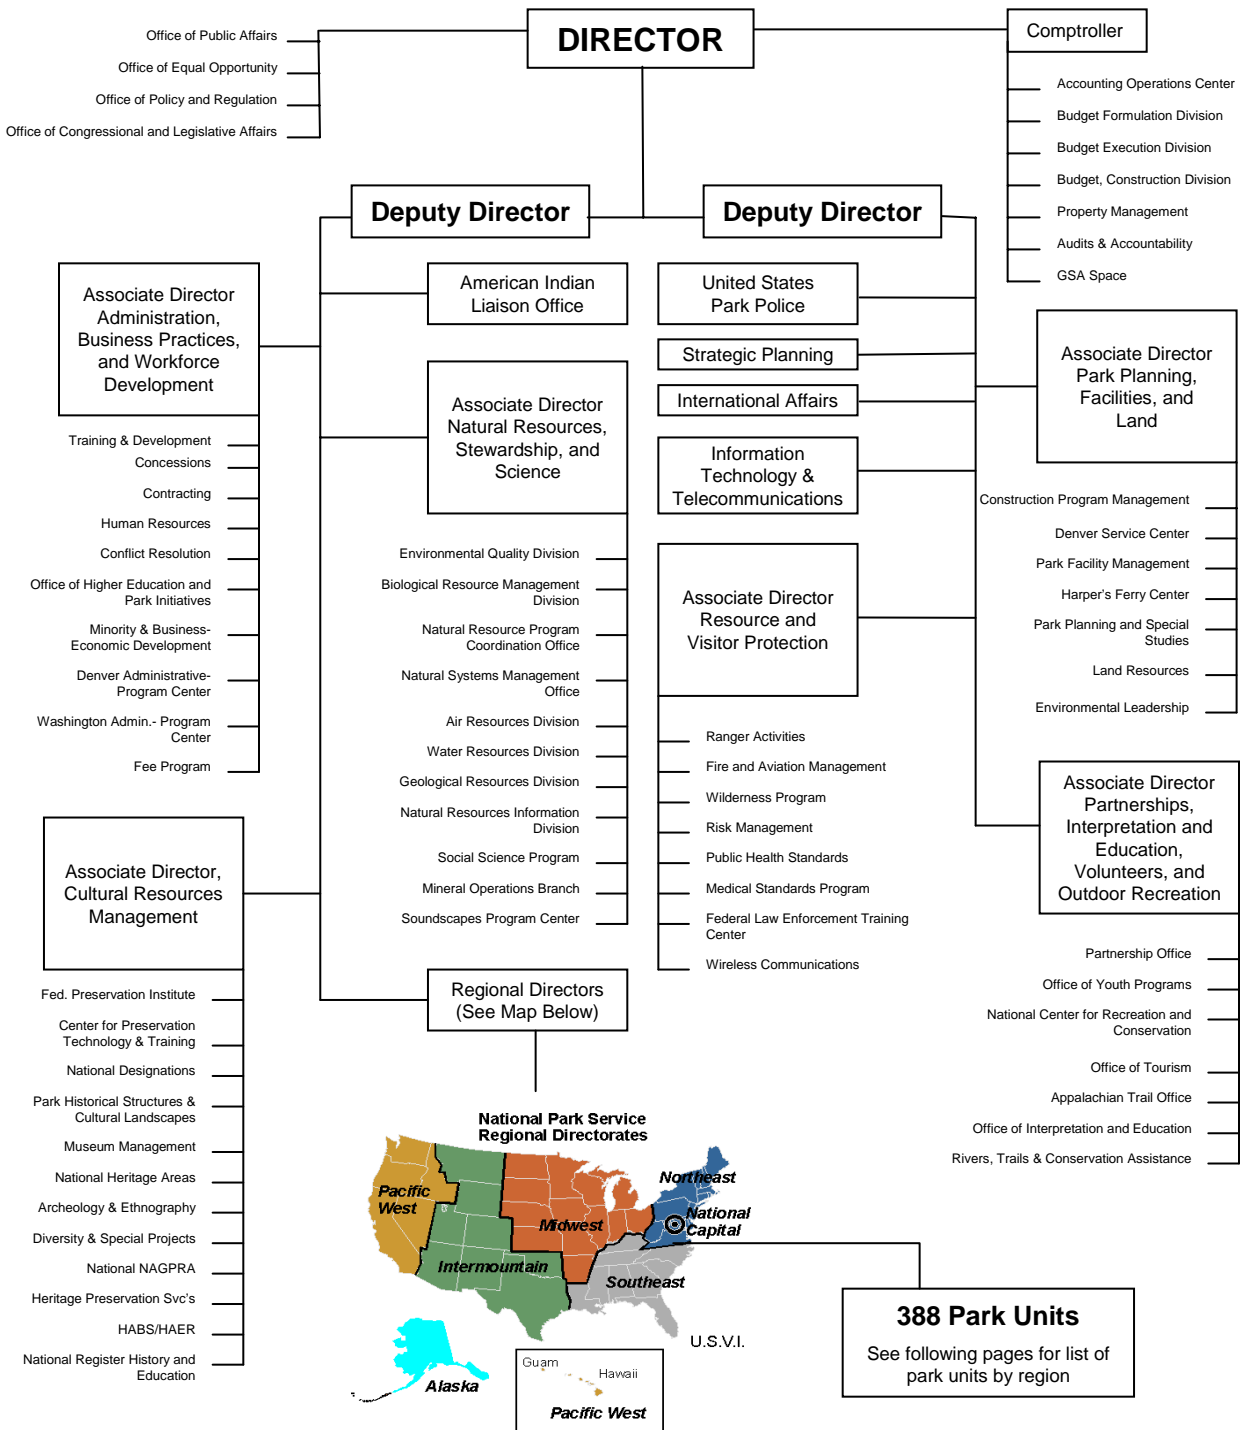 DIRECTOR
Comptroller
Office of Public Affairs
Office of Equal Opportunity
Office of Policy and Regulation
Office of Congressional and Legislative Affairs
Accounting Operations Center
Budget Formulation Division
Budget Execution Division
Budget, Construction Division
Property Management
Audits & Accountability
GSA Space
Deputy Director
Deputy Director
Associate Director
Administration,
Business Practices,
and Workforce
Development
Training & Development
Concessions
Contracting
Human Resources
Conflict Resolution
Office of Higher Education and
Park Initiatives
Minority & Business-
Economic Development
Denver Administrative-
Program Center
Washington Admin.- Program
Center
Fee Program
American Indian
Liaison Office
Associate Director
Natural Resources,
Stewardship, and
Science
Environmental Quality Division
Biological Resource Management
Division
Natural Resource Program
Coordination Office
Natural Systems Management
Office
Air Resources Division
Water Resources Division
Geological Resources Division
Natural Resources Information
Division
Social Science Program
Mineral Operations Branch
Soundscapes Program Center
United States
Park Police
Strategic Planning
International Affairs
Information
Technology &
Telecommunications
Associate Director
Resource and
Visitor Protection
Ranger Activities
Fire and Aviation Management
Wilderness Program
Risk Management
Public Health Standards
Medical Standards Program
Federal Law Enforcement Training
Center
Wireless Communications
Associate Director
Park Planning,
Facilities, and
Land
Construction Program Management
Denver Service Center
Park Facility Management
Harper's Ferry Center
Park Planning and Special
Studies
Land Resources
Environmental Leadership
Associate Director
Partnerships,
Interpretation and
Education,
Volunteers, and
Outdoor Recreation
Partnership Office
Office of Youth Programs
National Center for Recreation and
Conservation
Office of Tourism
Appalachian Trail Office
Office of Interpretation and Education
Rivers, Trails & Conservation Assistance
Associate Director,
Cultural Resources
Management
Fed. Preservation Institute
Center for Preservation
Technology & Training
National Designations
Park Historical Structures &
Cultural Landscapes
Museum Management
National Heritage Areas
Archeology & Ethnography
Diversity & Special Projects
National NAGPRA
Heritage Preservation Svc's
HABS/HAER
National Register History and
Education
Regional Directors
(See Map Below)
National Park Service
Regional Directorates
Pacific
West
Midwest
Northeast
National
Capital
Intermountain
Southeast
U.S.V.I.
Alaska
Guam
Hawaii
Pacific West
388 Park Units
See following pages for list of
park units by region